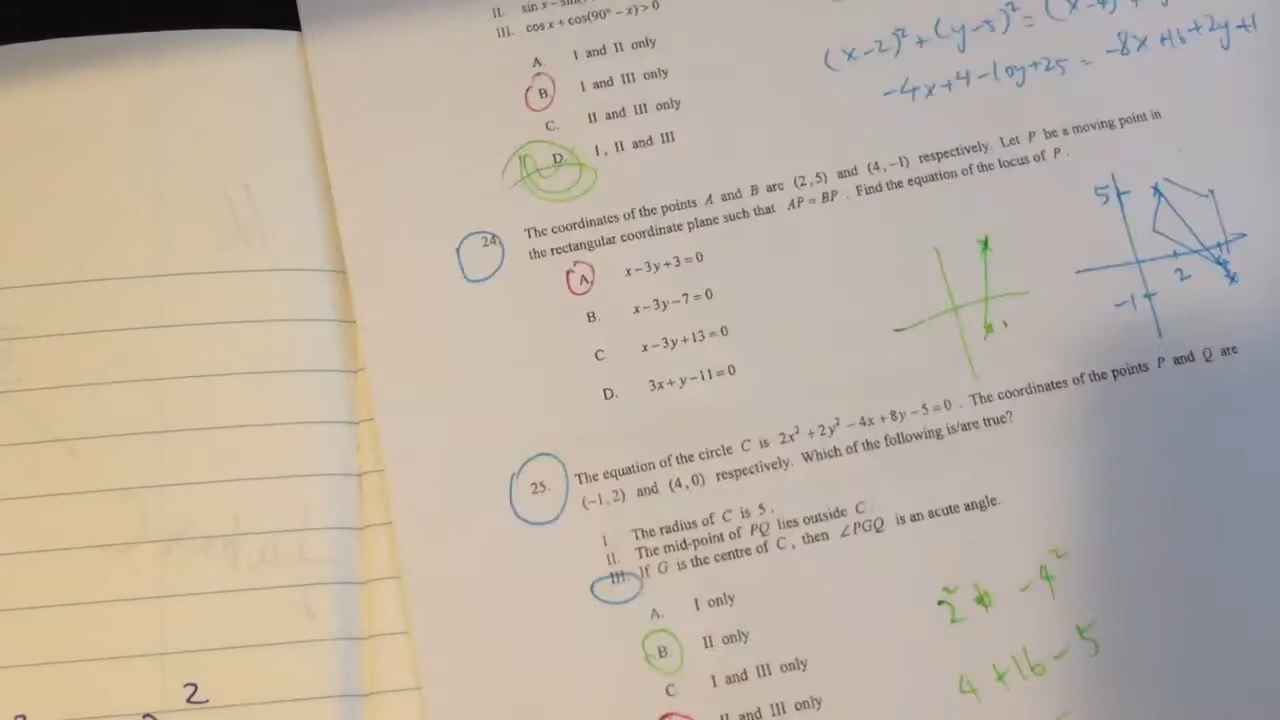 II. sin x – sin
III. cos x + cos(90° – x) > 0
A. I and II only
B. I and III only
C. II and III only
D. I, II and III
(x-2)² + (y-5)² = (x-4)
-4x+4-10y+25 = -8x+16+2y+1
24. The coordinates of the points A and B are (2, 5) and (4, –1) respectively. Let P be a moving point in
the rectangular coordinate plane such that AP = BP . Find the equation of the locus of P .
A. x – 3y + 3 = 0
B. x – 3y – 7 = 0
C. x – 3y + 13 = 0
D. 3x + y – 11 = 0
5
2
-1
25. The equation of the circle C is 2x² + 2y² – 4x + 8y – 5 = 0 . The coordinates of the points P and Q are
(–1, 2) and (4, 0) respectively. Which of the following is/are true?
I. The radius of C is 5 .
II. The mid-point of PQ lies outside C .
III. If G is the centre of C , then ∠PGQ is an acute angle.
A. I only
B II only
C I and III only
II and III only
4 + 16 - 5
2